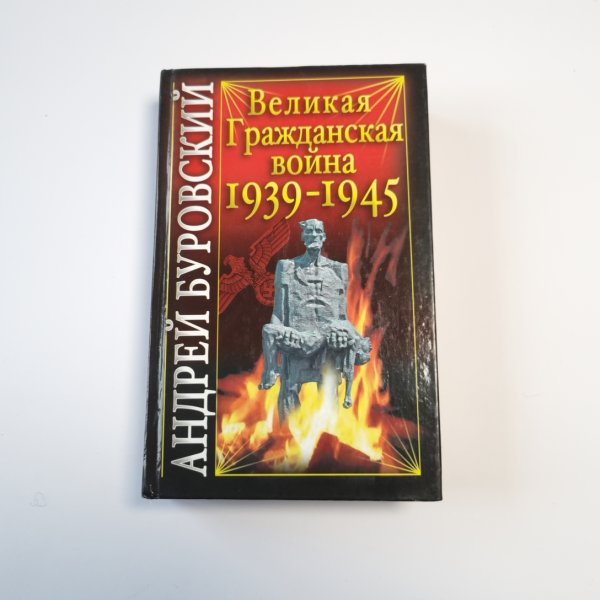 АНДРЕЙ БУРОВСКИЙ
Великая
Гражданская
война
1939-1945